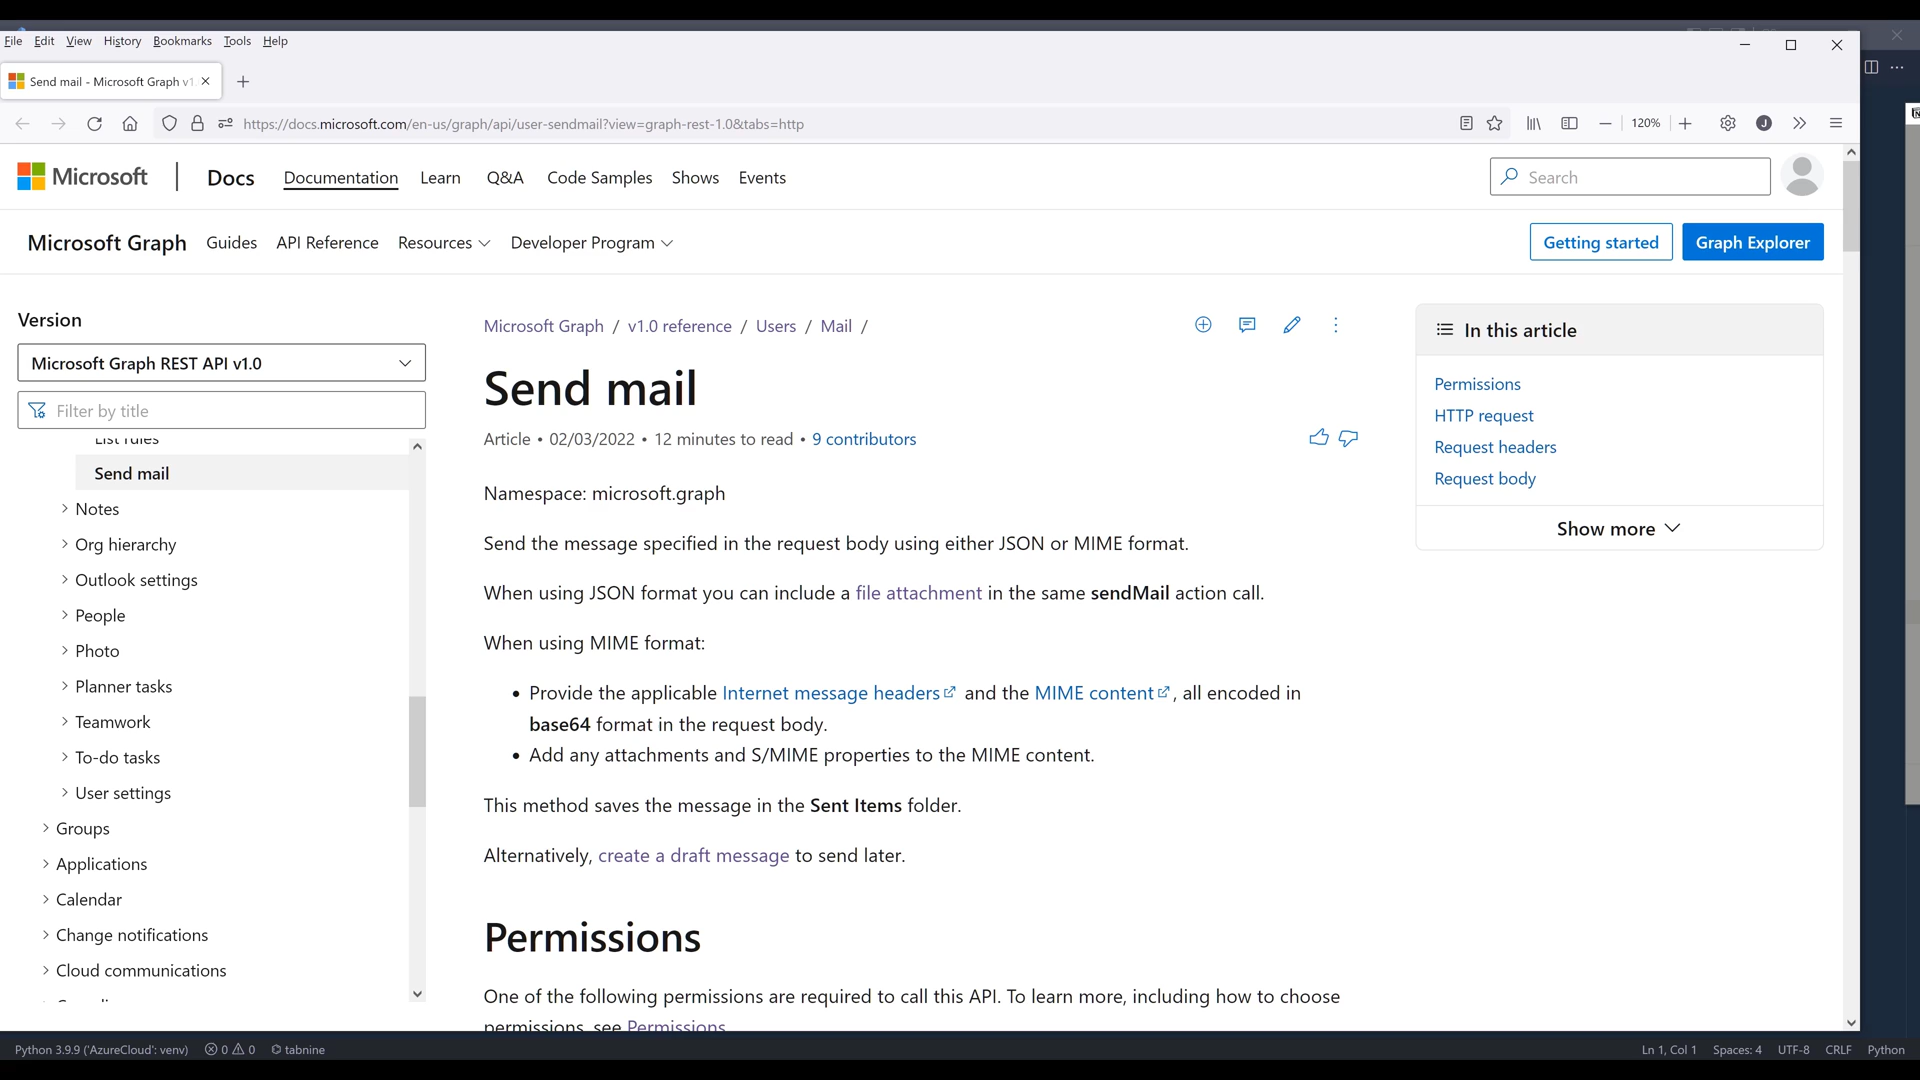 File Edit View History Bookmarks Tools Help
Send mail - Microsoft Graph v1
https://docs.microsoft.com/en-us/graph/api/user-sendmail?view=graph-rest-1.0&tabs=http
120%
J
Microsoft Docs Documentation Learn Q&A Code Samples Shows Events
Search
Microsoft Graph Guides API Reference Resources Developer Program
Getting started
Graph Explorer
Version
Microsoft Graph REST API v1.0
Filter by title
List rules
Send mail
Notes
Org hierarchy
Outlook settings
People
Photo
Planner tasks
Teamwork
To-do tasks
User settings
Groups
Applications
Calendar
Change notifications
Cloud communications
Microsoft Graph / v1.0 reference / Users / Mail /
Send mail
Article • 02/03/2022 • 12 minutes to read • 9 contributors
Namespace: microsoft.graph
Send the message specified in the request body using either JSON or MIME format.
When using JSON format you can include a file attachment in the same sendMail action call.
When using MIME format:
• Provide the applicable Internet message headers and the MIME content, all encoded in
base64 format in the request body.
• Add any attachments and S/MIME properties to the MIME content.
This method saves the message in the Sent Items folder.
Alternatively, create a draft message to send later.
Permissions
One of the following permissions are required to call this API. To learn more, including how to choose
permissions, see Permissions
In this article
Permissions
HTTP request
Request headers
Request body
Show more
Python 3.9.9 ('AzureCloud': venv) 0 0 tabnine
Ln 1, Col 1 Spaces: 4 UTF-8 CRLF Python